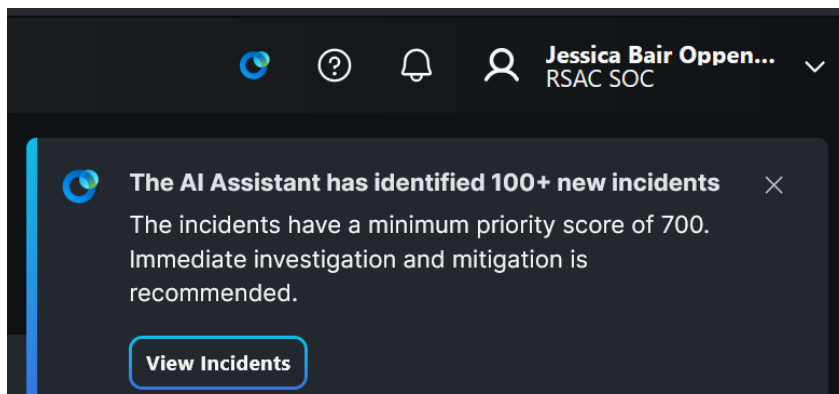 Jessica Bair Oppen...
RSAC SOC
The AI Assistant has identified 100+ new incidents
The incidents have a minimum priority score of 700.
Immediate investigation and mitigation is
recommended.
View Incidents